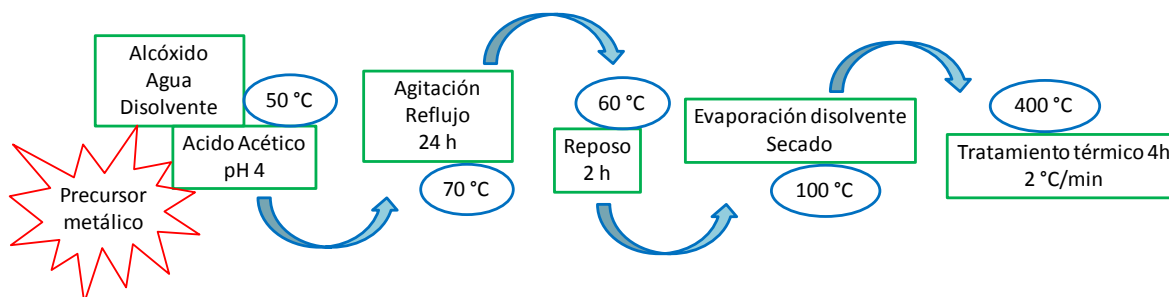 Alcóxido
Agua
Disolvente
50 °C
Acido Acético
pH 4
Precursor
metálico
Agitación
Reflujo
24 h
70 °C
60 °C
Reposo
2 h
Evaporación disolvente
Secado
100 °C
400 °C
Tratamiento térmico 4h
2 °C/min